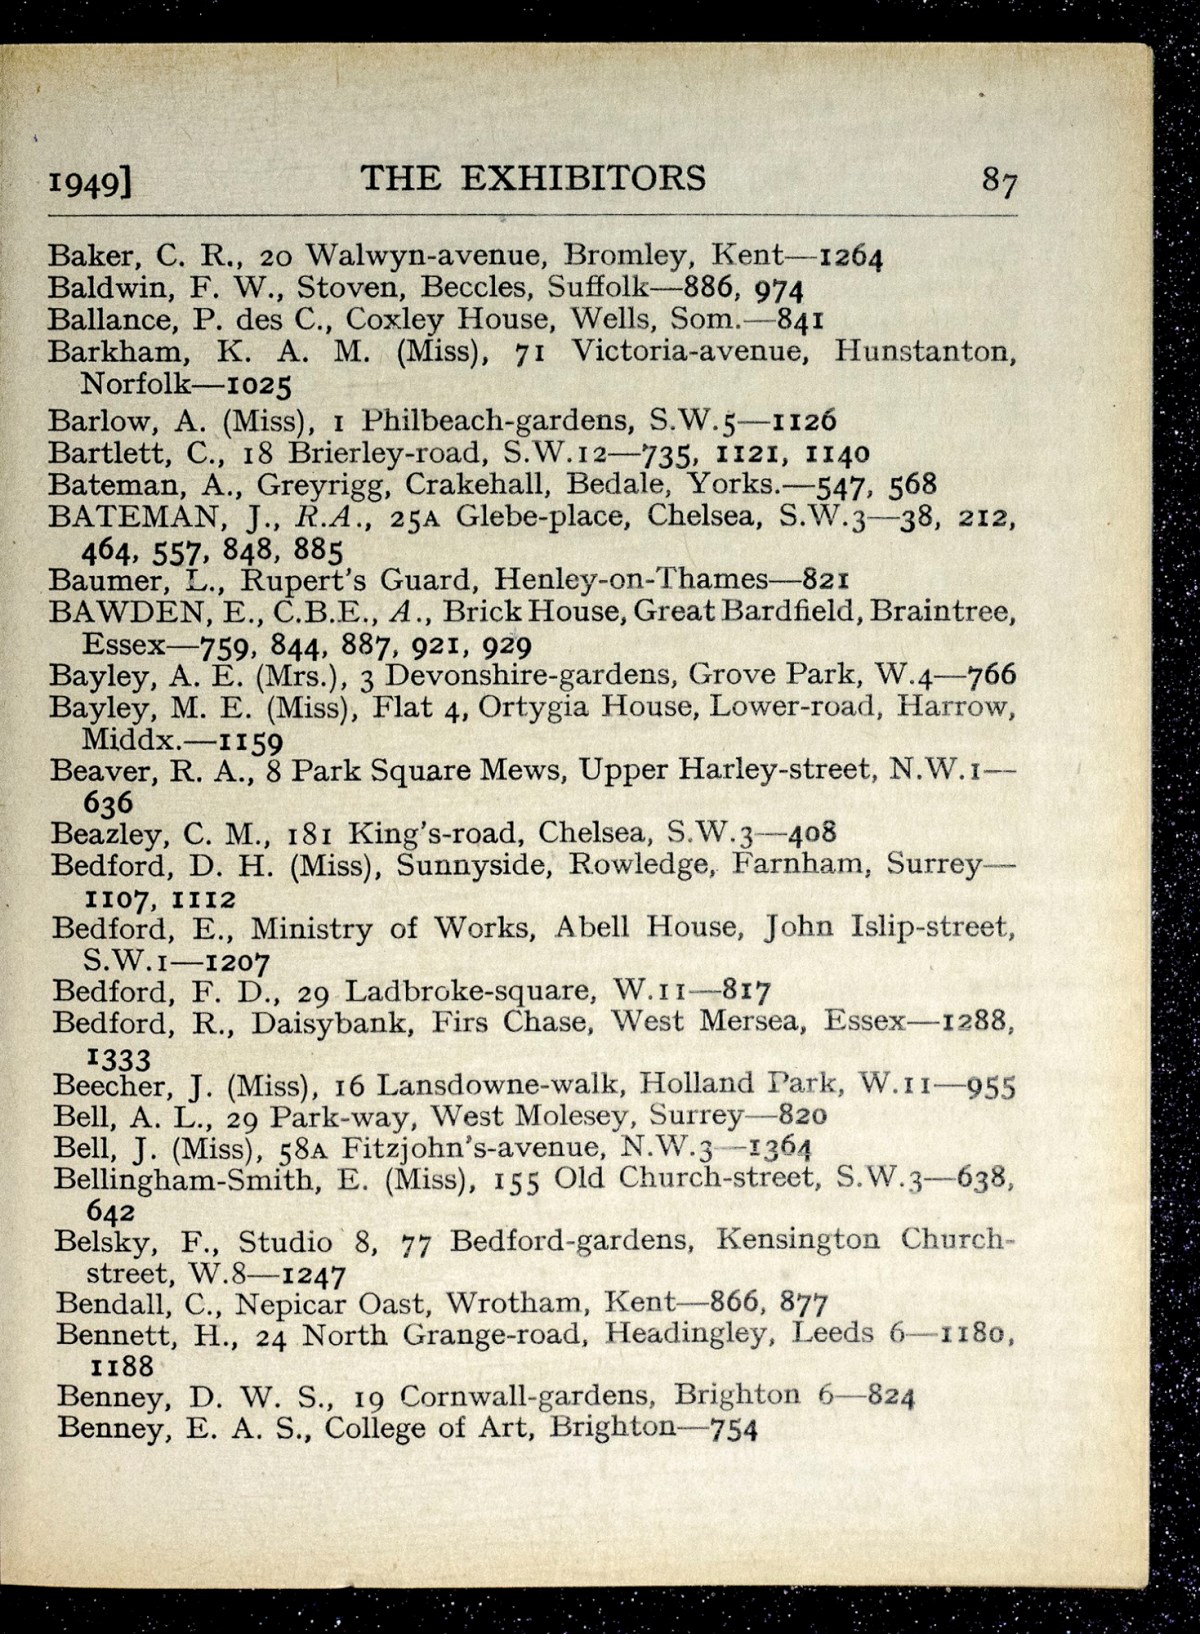 1949] THE EXHIBITORS 87
Baker, C. R., 20 Walwyn-avenue, Bromley, Kent—1264
Baldwin, F. W., Stoven, Beccles, Suffolk—886, 974
Ballance, P. des C., Coxley House, Wells, Som.—841
Barkham, K. A. M. (Miss), 71 Victoria-avenue, Hunstanton,
Norfolk—1025
Barlow, A. (Miss), 1 Philbeach-gardens, S.W.5—1126
Bartlett, C., 18 Brierley-road, S.W.12—735, 1121, 1140
Bateman, A., Greyrigg, Crakehall, Bedale, Yorks.—547, 568
BATEMAN, J., R.A., 25A Glebe-place, Chelsea, S.W.3—38, 212,
464, 557, 848, 885
Baumer, L., Rupert's Guard, Henley-on-Thames—821
BAWDEN, E., C.B.E., A., Brick House, Great Bardfield, Braintree,
Essex—759, 844, 887, 921, 929
Bayley, A. E. (Mrs.), 3 Devonshire-gardens, Grove Park, W.4—766
Bayley, M. E. (Miss), Flat 4, Ortygia House, Lower-road, Harrow,
Middx.—1159
Beaver, R. A., 8 Park Square Mews, Upper Harley-street, N.W.1—
636
Beazley, C. M., 181 King's-road, Chelsea, S.W.3—408
Bedford, D. H. (Miss), Sunnyside, Rowledge, Farnham, Surrey—
1107, 1112
Bedford, E., Ministry of Works, Abell House, John Islip-street,
S.W.1—1207
Bedford, F. D., 29 Ladbroke-square, W.11—817
Bedford, R., Daisybank, Firs Chase, West Mersea, Essex—1288,
1333
Beecher, J. (Miss), 16 Lansdowne-walk, Holland Park, W.11—955
Bell, A. L., 29 Park-way, West Molesey, Surrey—820
Bell, J. (Miss), 58A Fitzjohn's-avenue, N.W.3—1364
Bellingham-Smith, E. (Miss), 155 Old Church-street, S.W.3—638,
642
Belsky, F., Studio 8, 77 Bedford-gardens, Kensington Church-
street, W.8—1247
Bendall, C., Nepicar Oast, Wrotham, Kent—866, 877
Bennett, H., 24 North Grange-road, Headingley, Leeds 6—1180,
1188
Benney, D. W. S., 19 Cornwall-gardens, Brighton 6—824
Benney, E. A. S., College of Art, Brighton—754